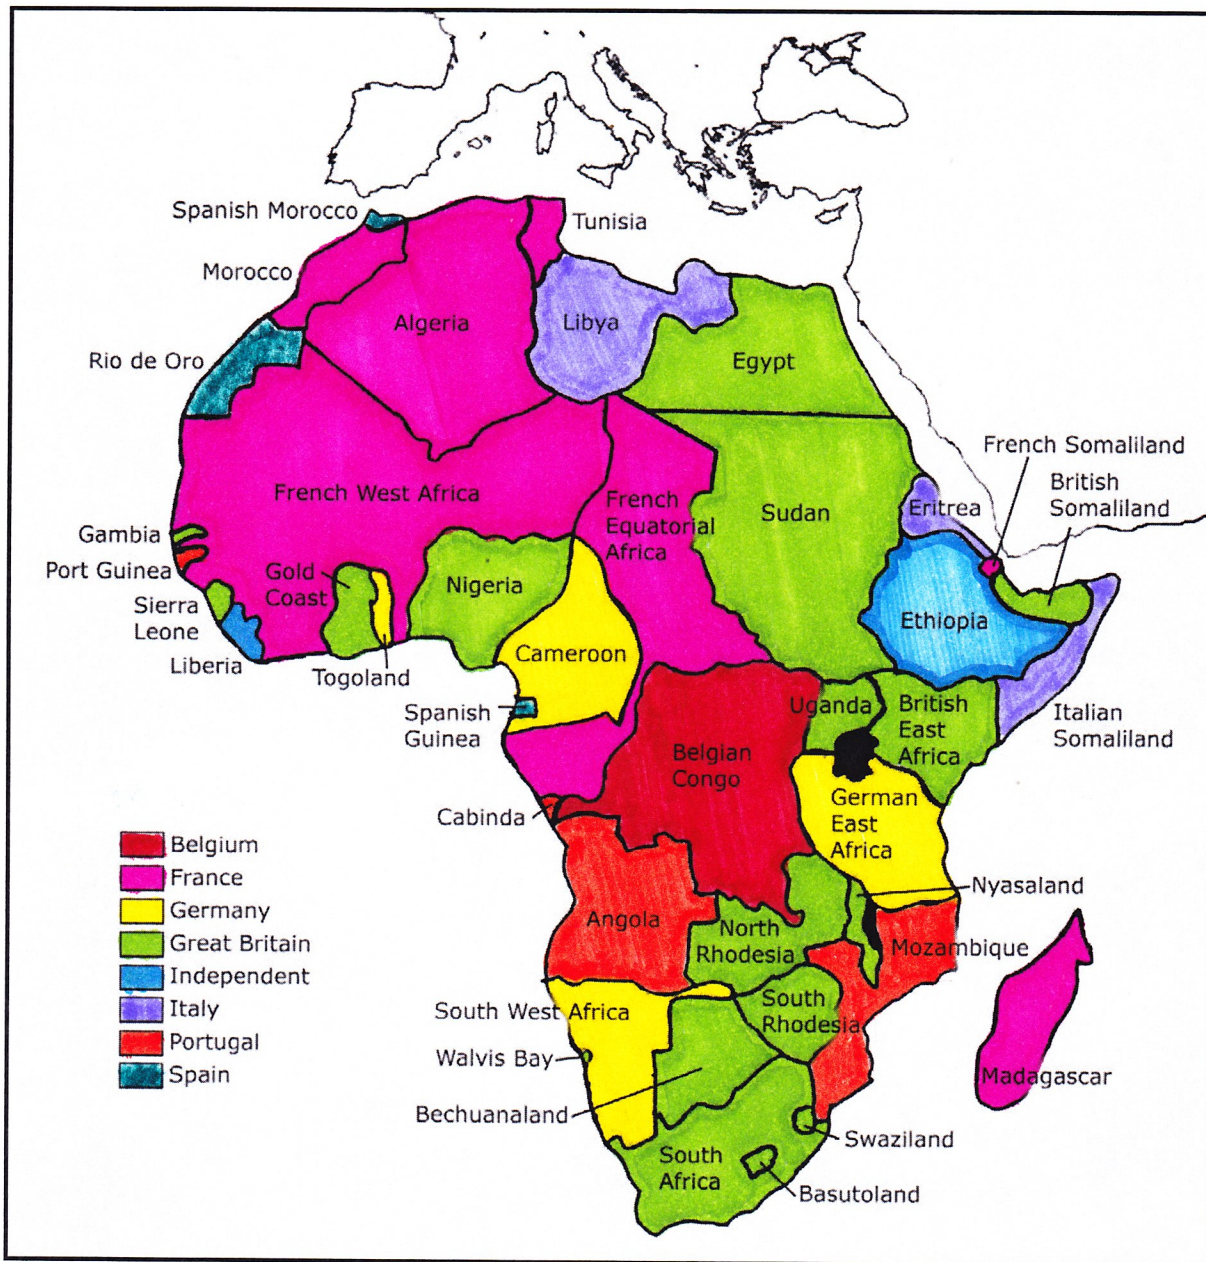 Spanish Morocco
Tunisia
Morocco
Algeria
Libya
Rio de Oro
Egypt
French Somaliland
British
Somaliland
French West Africa
French
Equatorial
Africa
Sudan
Eritrea
Gambia
Port Guinea
Gold
Coast
Nigeria
Sierra
Leone
Ethiopia
Liberia
Togoland
Cameroon
Spanish
Guinea
Uganda
British
East
Africa
Italian
Somaliland
Belgian
Congo
Cabinda
German
East
Africa
Belgium
France
Germany
Great Britain
Independent
Italy
Portugal
Spain
Nyasaland
Angola
North
Rhodesia
Mozambique
South West Africa
South
Rhodesia
Walvis Bay
Madagascar
Bechuanaland
Swaziland
South
Africa
Basutoland